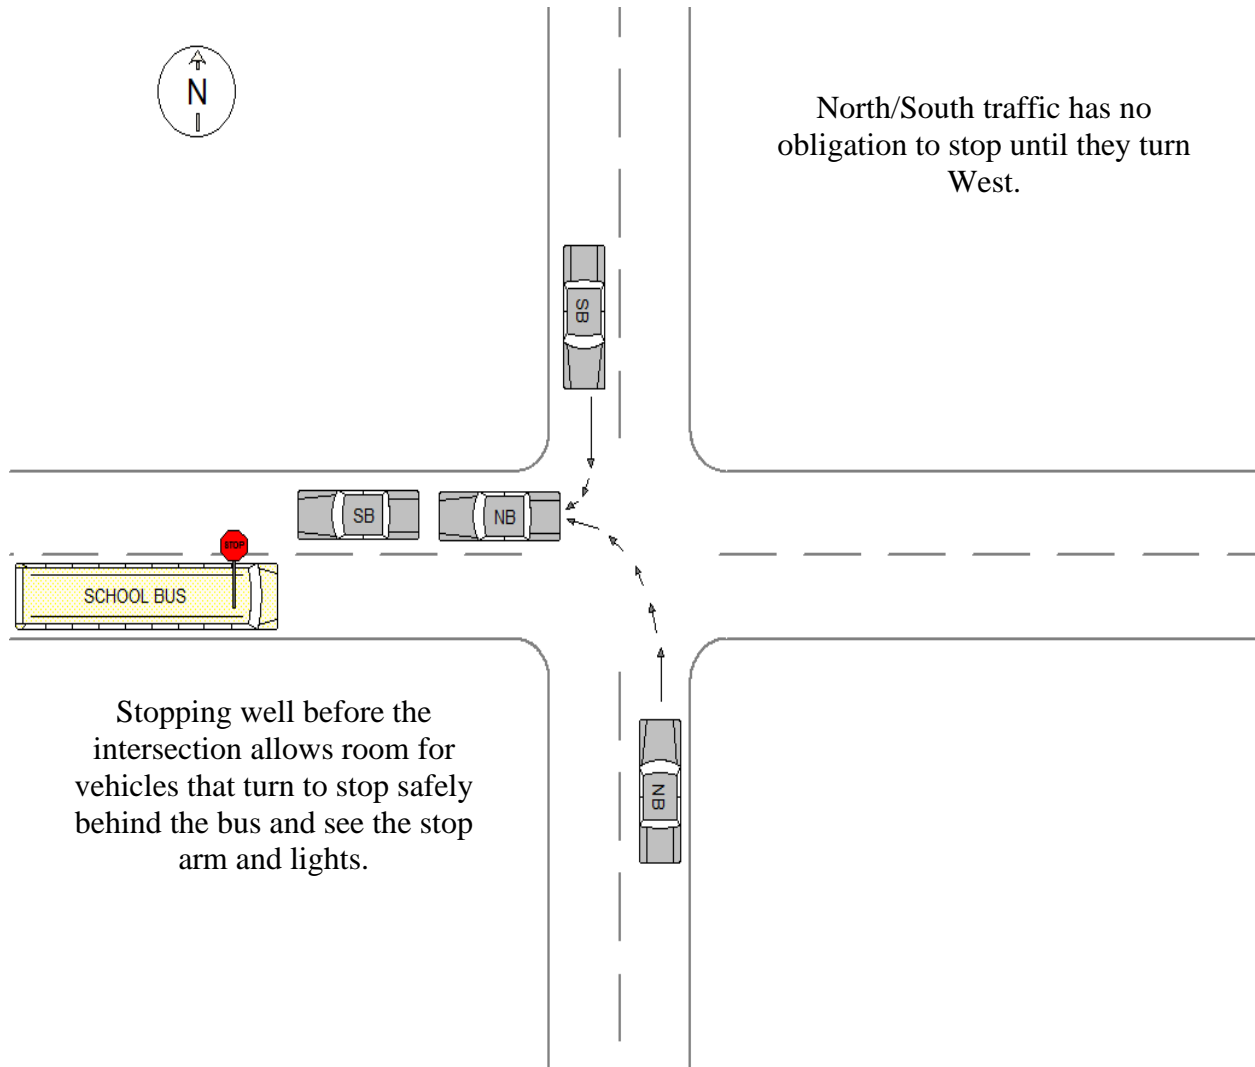 N
North/South traffic has no
obligation to stop until they turn
West.
SB
SB
NB
STOP
SCHOOL BUS
Stopping well before the
intersection allows room for
vehicles that turn to stop safely
behind the bus and see the stop
arm and lights.
NB